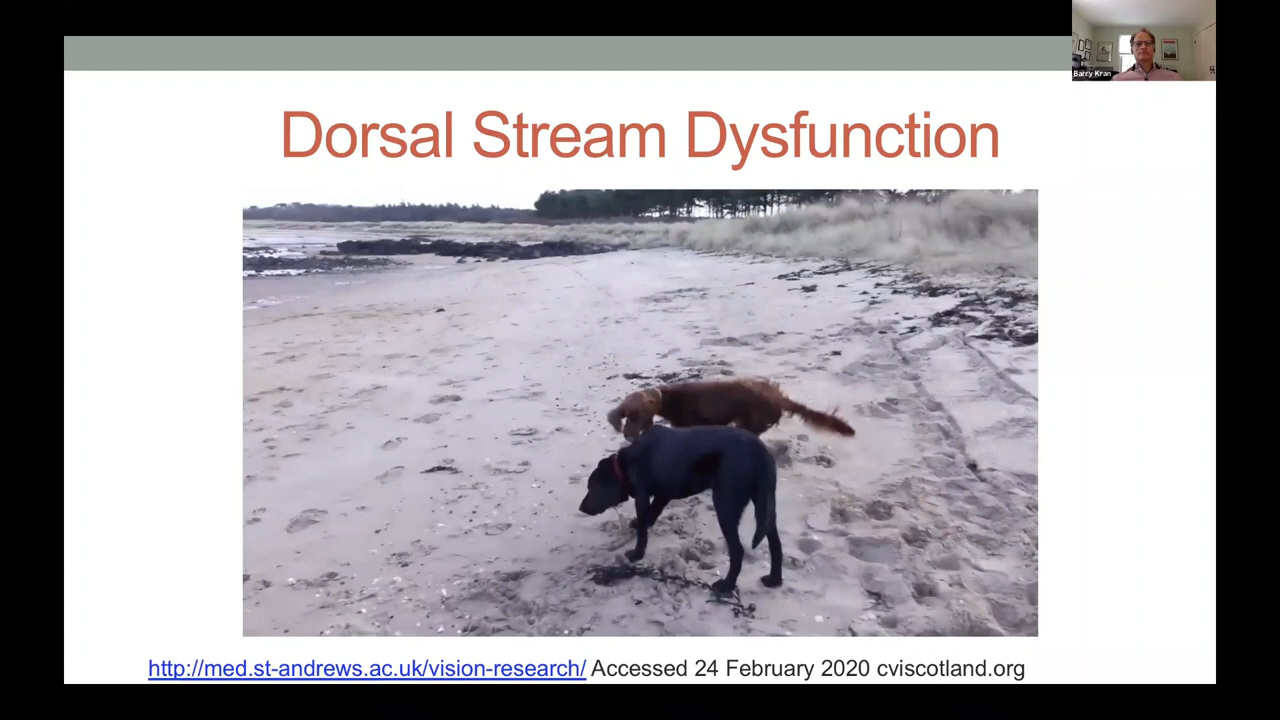 Barry Kran
Dorsal Stream Dysfunction
http://med.st-andrews.ac.uk/vision-research/ Accessed 24 February 2020 cviscotland.org